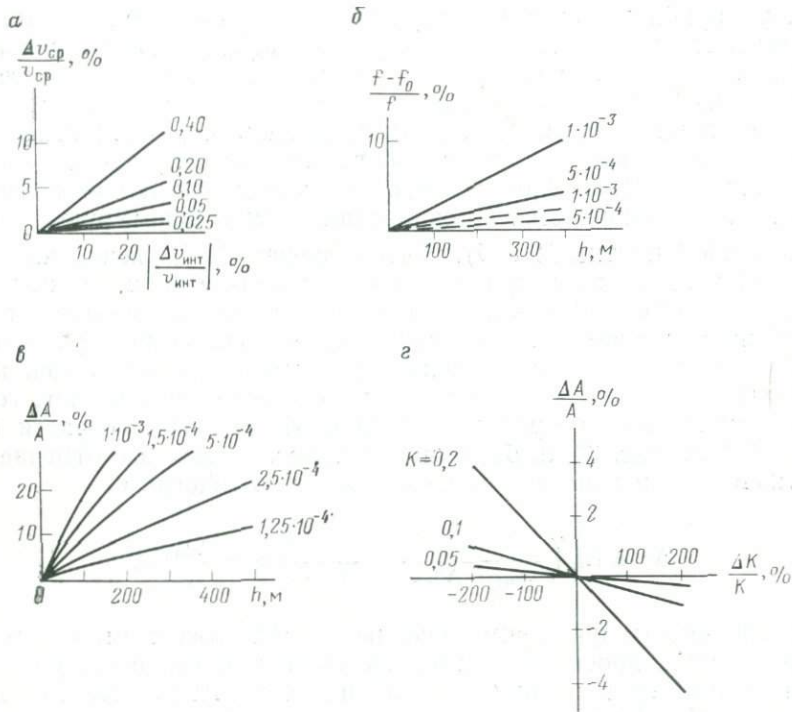 а
Δv_ср / v_ср, %
10
5
0
0,40
0,20
0,10
0,05
0,025
10 20
|Δv_инт / v_инт|, %
б
f - f_0 / f, %
10
1·10⁻³
5·10⁻⁴
1·10⁻³
5·10⁻⁴
100 300 h, м
в
ΔA / A, %
20
10
0
1·10⁻³ 1,5·10⁻⁴ 5·10⁻⁴
2,5·10⁻⁴
1,25·10⁻⁴
200 400 h, м
г
ΔA / A, %
K=0,2
0,1
0,05
4
2
-2
-4
-200 -100 100 200
ΔK / K, %